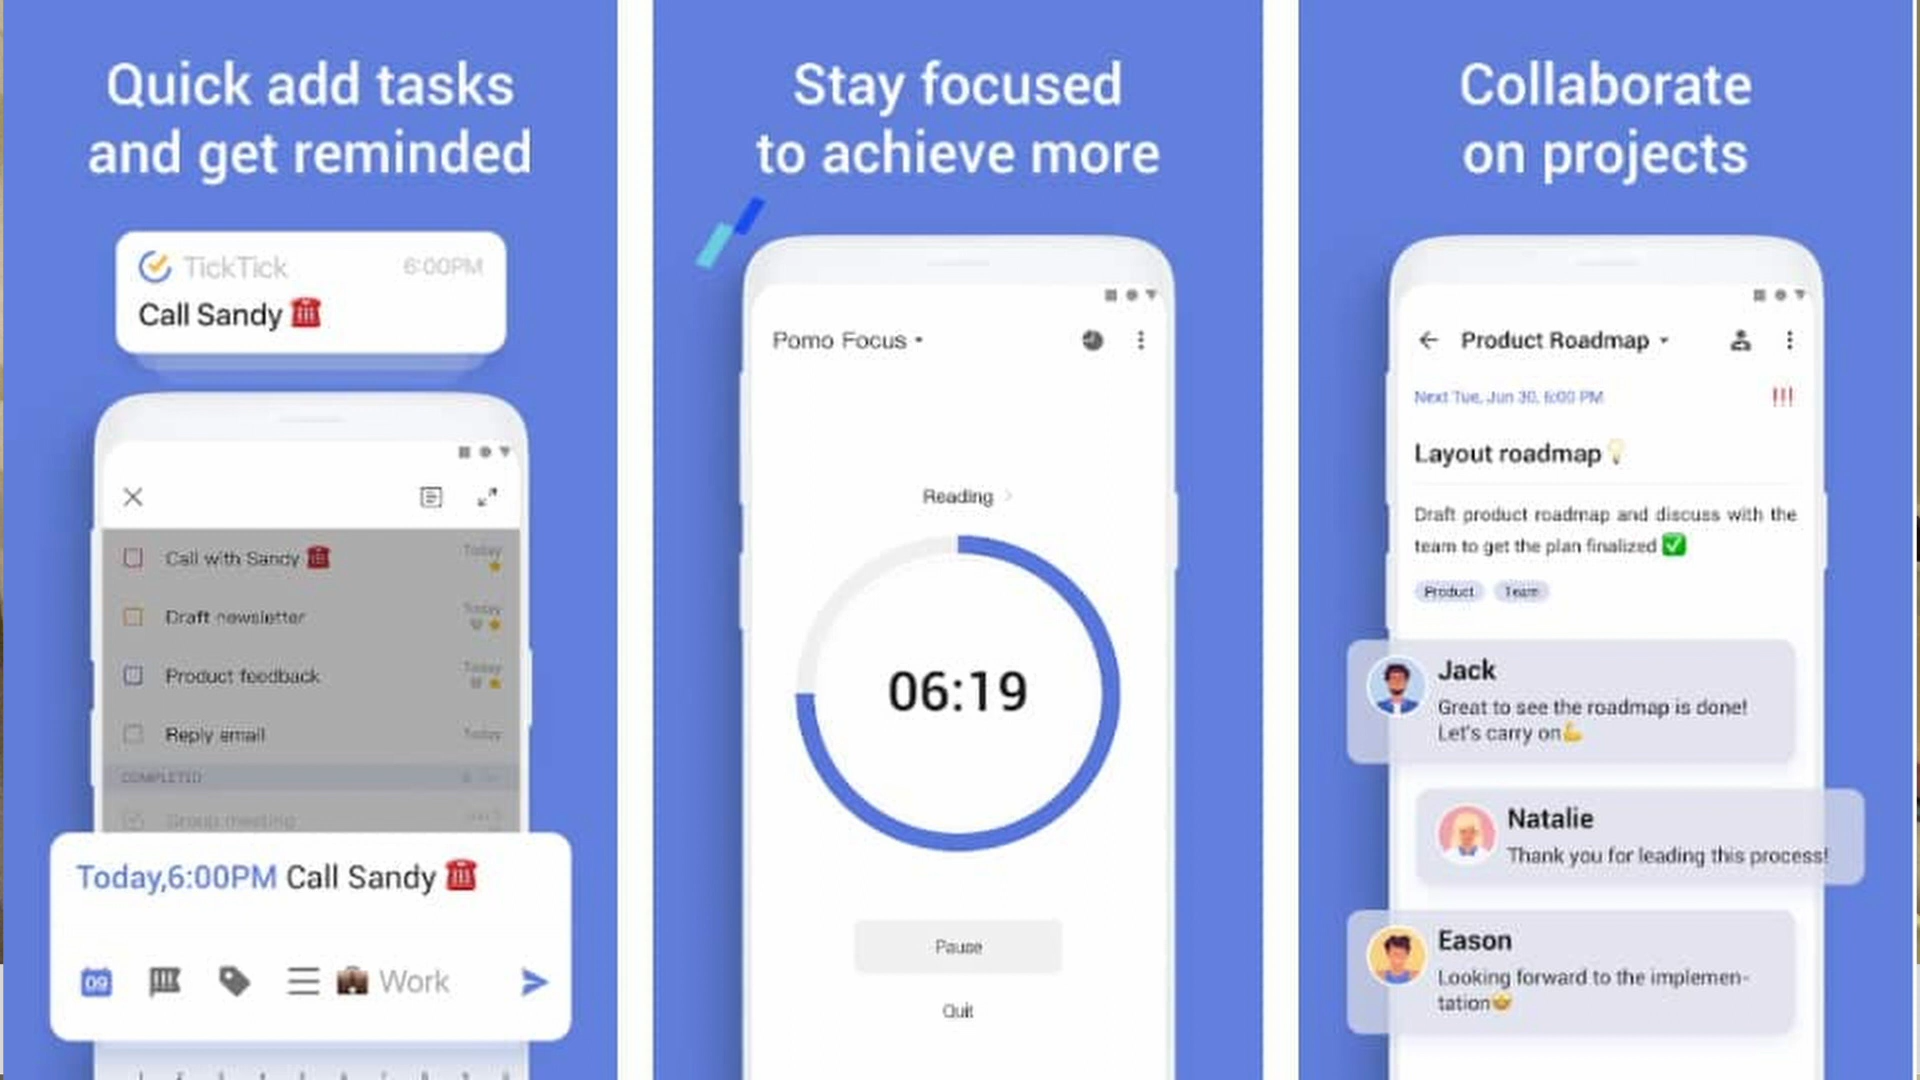 Quick add tasks
and get reminded
TickTick 6:00PM
Call Sandy
Call with Sandy Today
Draft newsletter Today
Product feedback Today
Reply email Today
COMPLETED
Group meeting
Today,6:00PM Call Sandy
09 Work
Stay focused
to achieve more
Pomo Focus
Reading
06:19
Pause
Quit
Collaborate
on projects
Product Roadmap
Next Tue, Jun 30, 6:00 PM !!!
Layout roadmap
Draft product roadmap and discuss with the
team to get the plan finalized
Product Team
Jack
Great to see the roadmap is done!
Let's carry on
Natalie
Thank you for leading this process!
Eason
Looking forward to the implemen-
tation